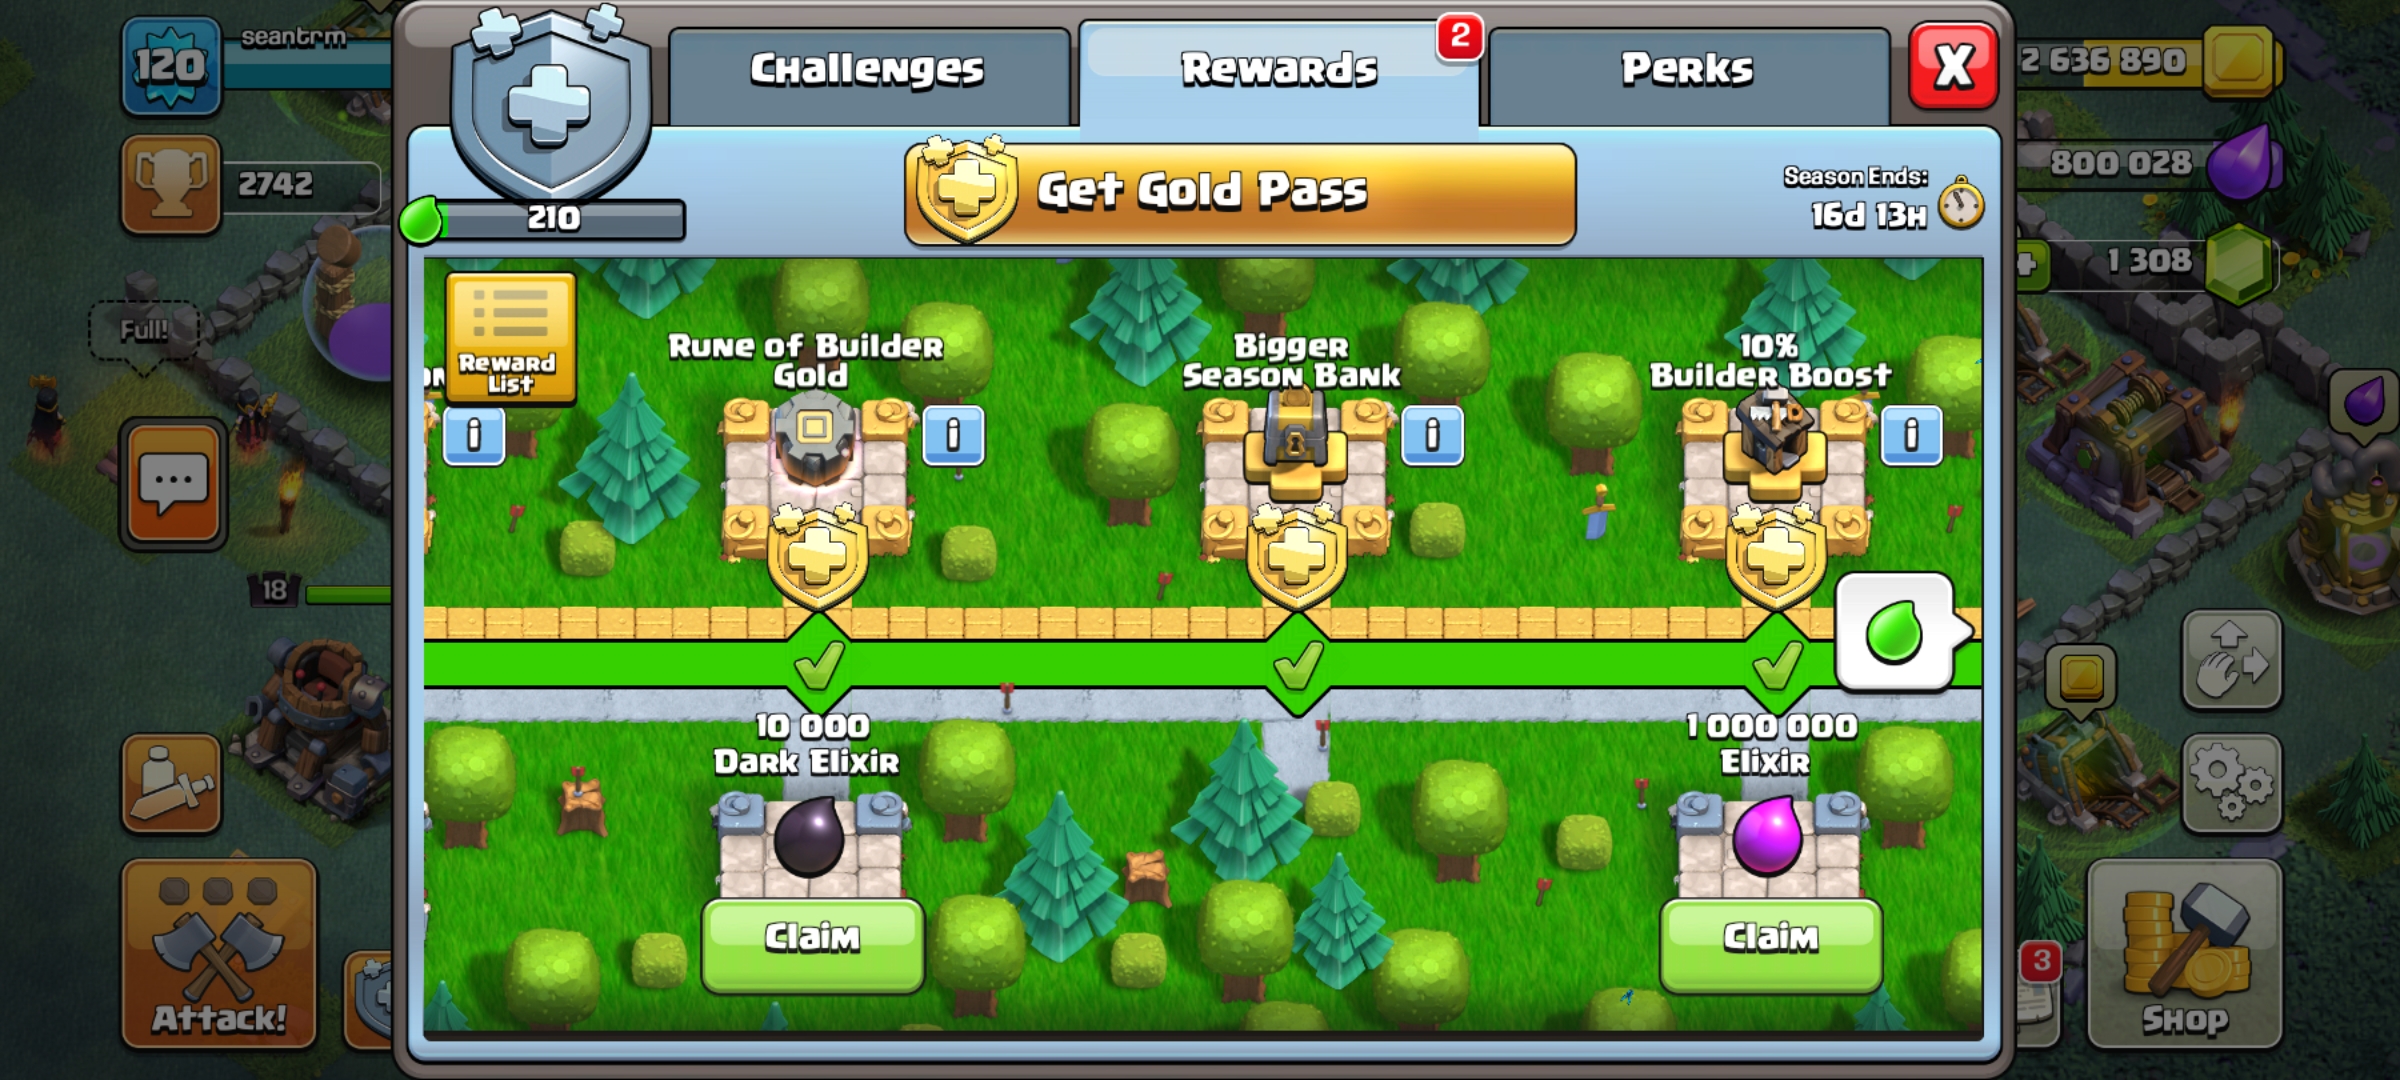 120
seantrm
Challenges
Rewards
2
Perks
X
2 636 890
2742
210
Get Gold Pass
Season Ends:
16d 13h
800 028
1 308
Full!
Reward
List
Rune of Builder
Gold
Bigger
Season Bank
10%
Builder Boost
i
i
i
i
18
10 000
Dark Elixir
1 000 000
Elixir
Claim
Claim
3
Attack!
Shop